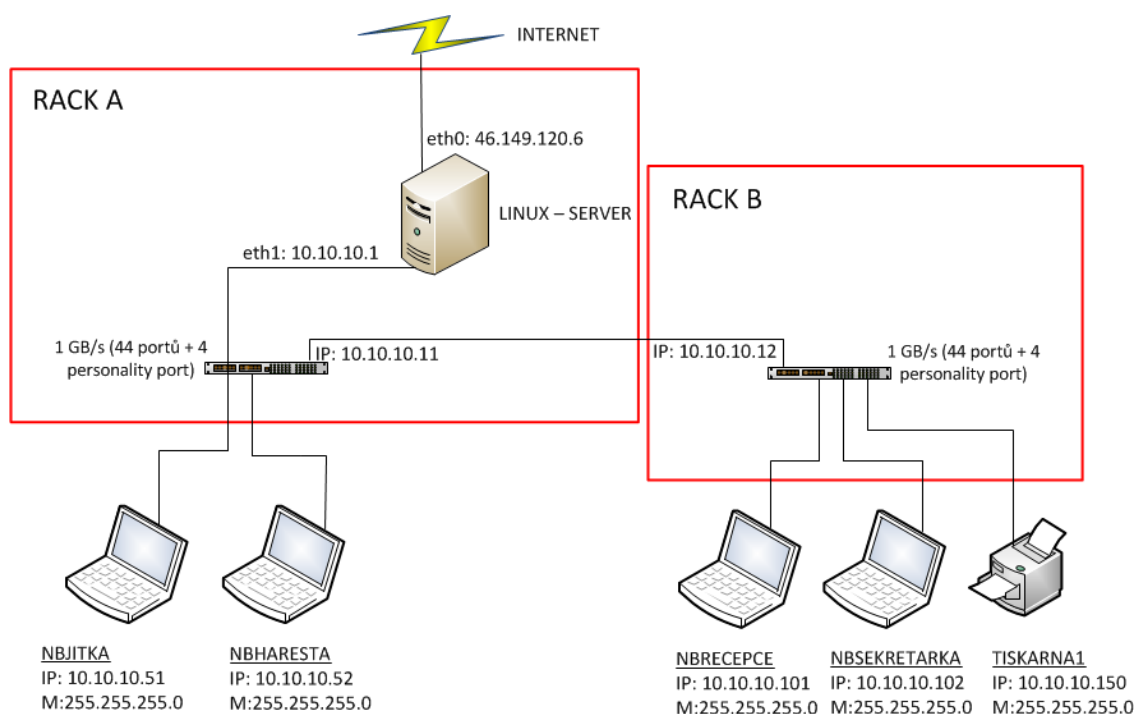 INTERNET
RACK A
eth0: 46.149.120.6
LINUX – SERVER
eth1: 10.10.10.1
1 GB/s (44 portů + 4
personality port)
IP: 10.10.10.11
RACK B
IP: 10.10.10.12
1 GB/s (44 portů + 4
personality port)
NBJITKA
IP: 10.10.10.51
M:255.255.255.0
NBHARESTA
IP: 10.10.10.52
M:255.255.255.0
NBRECEPCE
IP: 10.10.10.101
M:255.255.255.0
NBSEKRETARKA
IP: 10.10.10.102
M:255.255.255.0
TISKARNA1
IP: 10.10.10.150
M:255.255.255.0